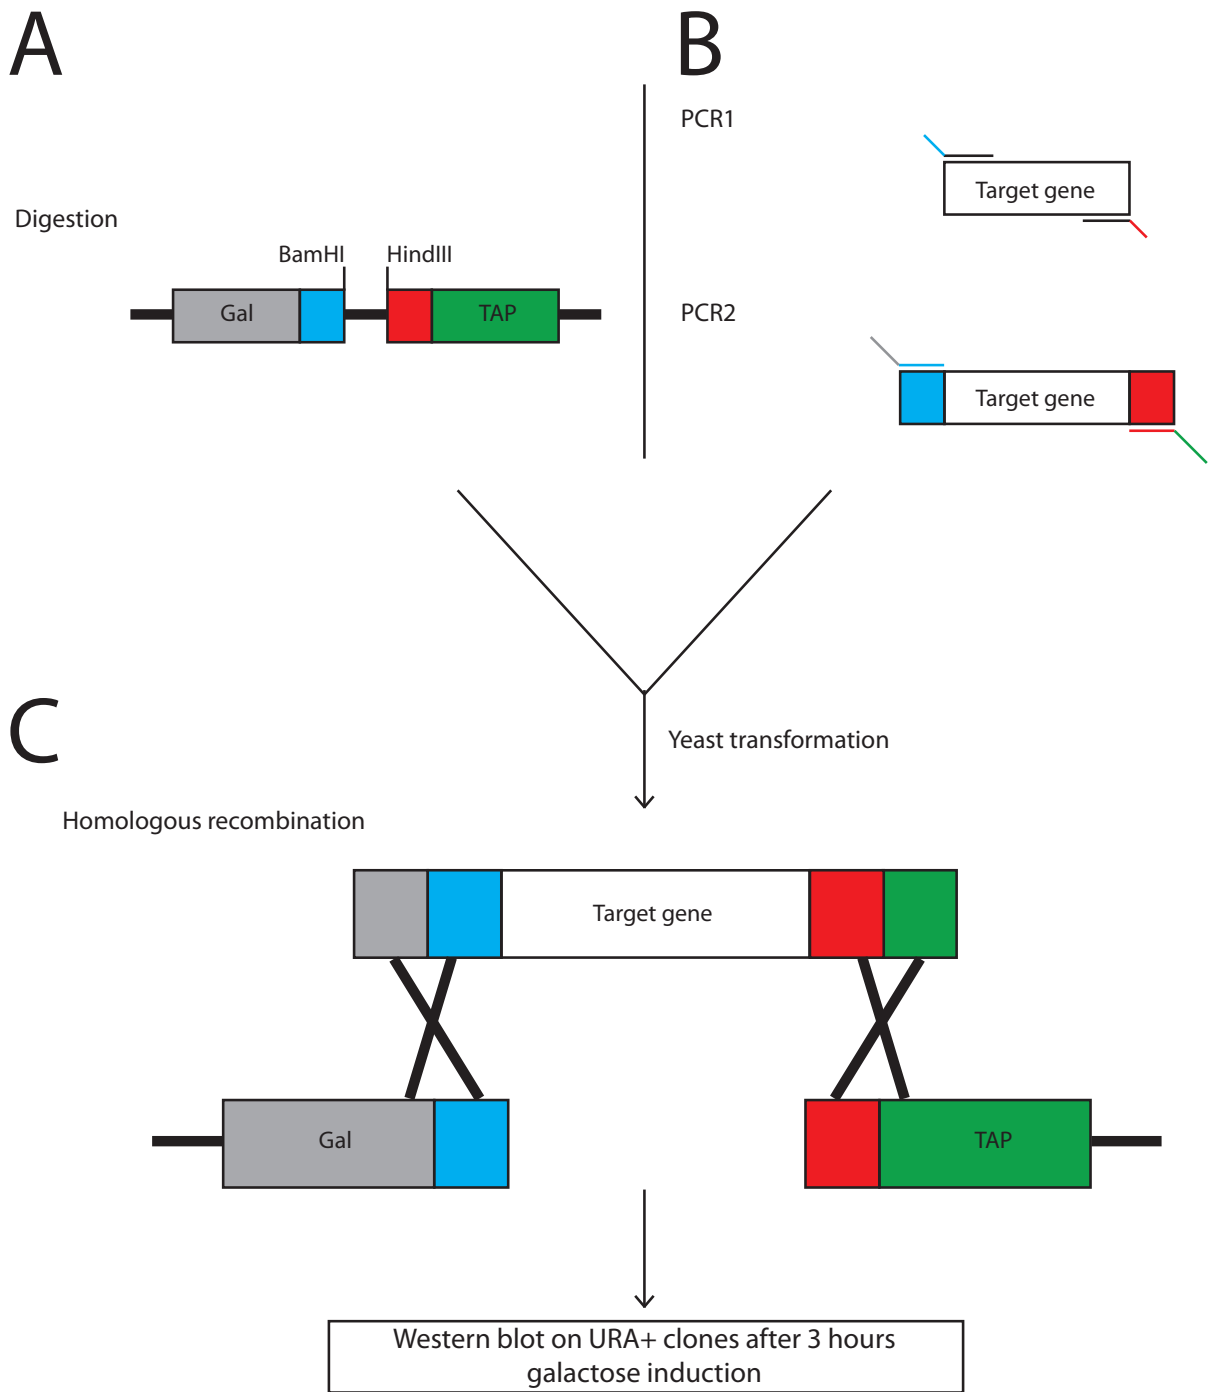 A
Digestion
BamHI
HindIII
Gal
TAP
B
PCR1
Target gene
PCR2
Target gene
Yeast transformation
C
Homologous recombination
Target gene
Gal
TAP
Western blot on URA+ clones after 3 hours
galactose induction